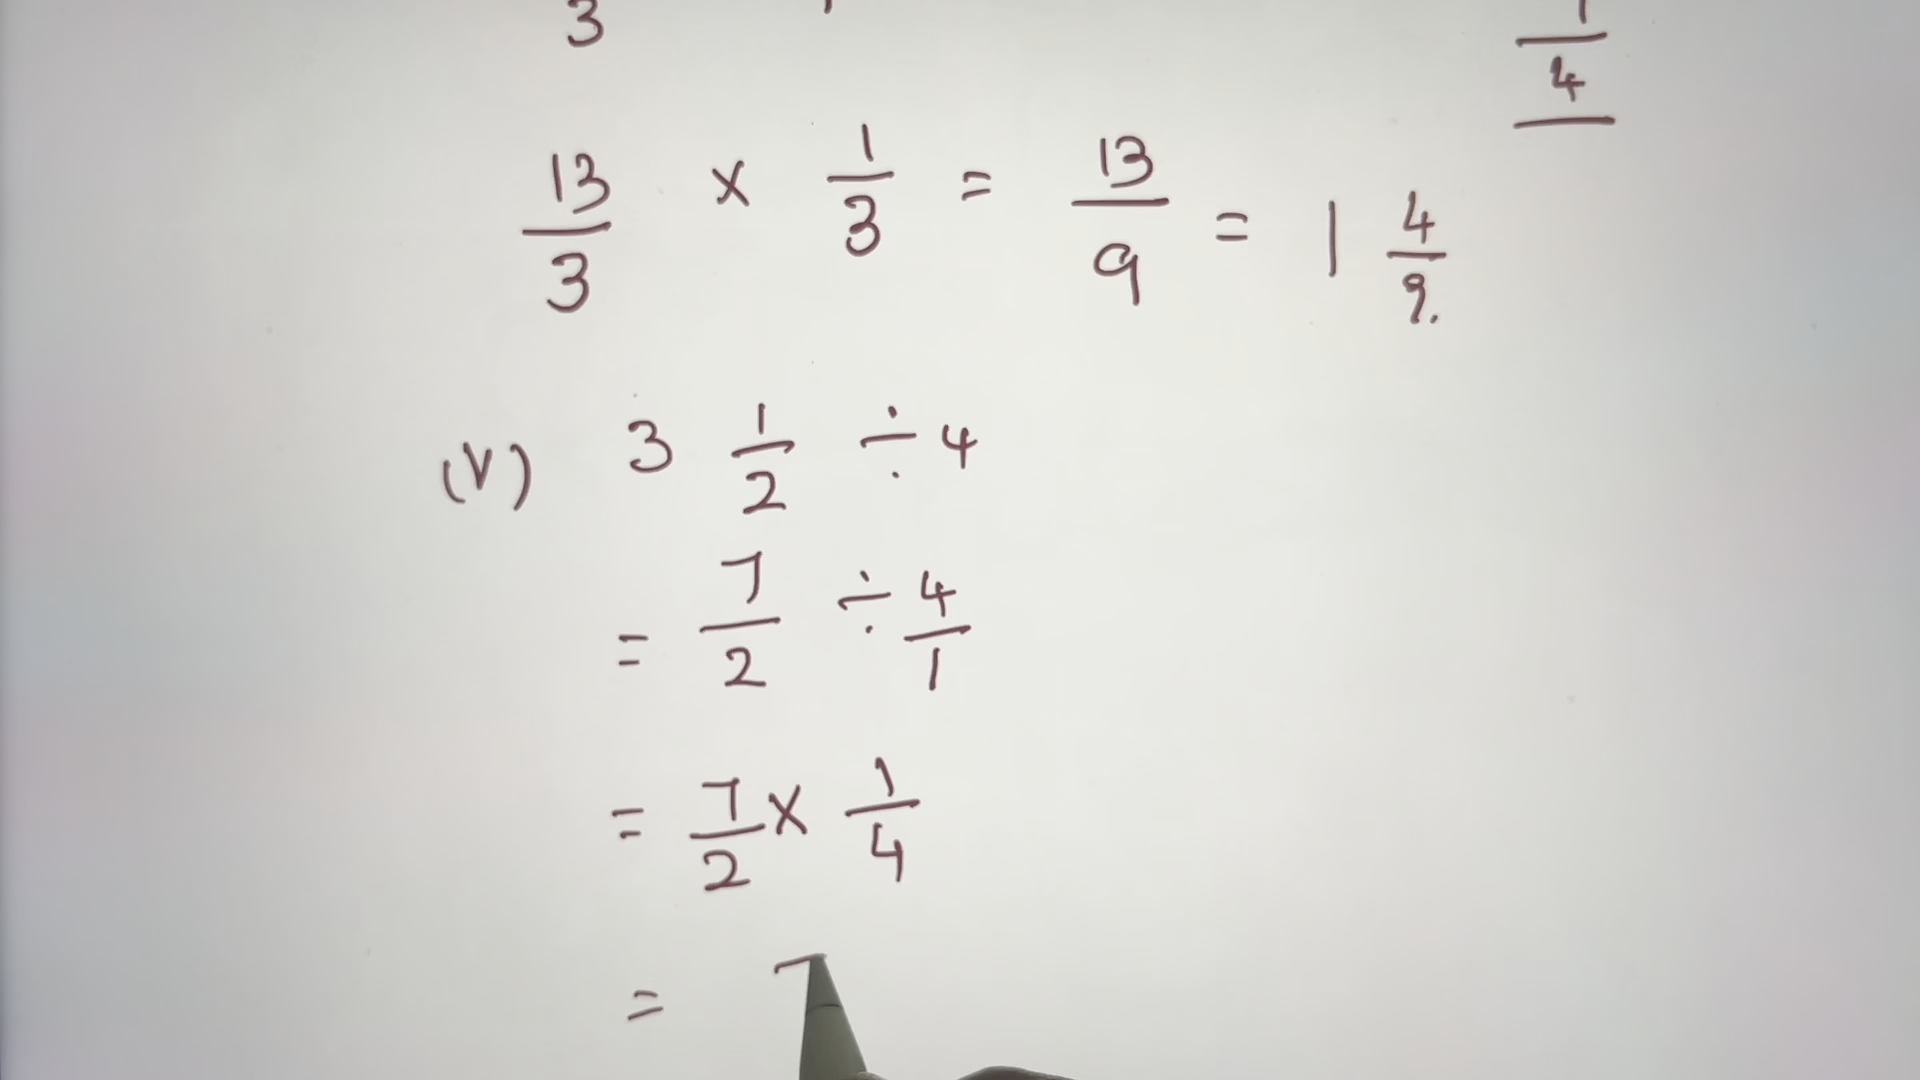 3
4
13/3 × 1/3 = 13/9 = 1 4/9.
(V) 3 1/2 ÷ 4
= 7/2 ÷ 4/1
= 7/2 × 1/4
=